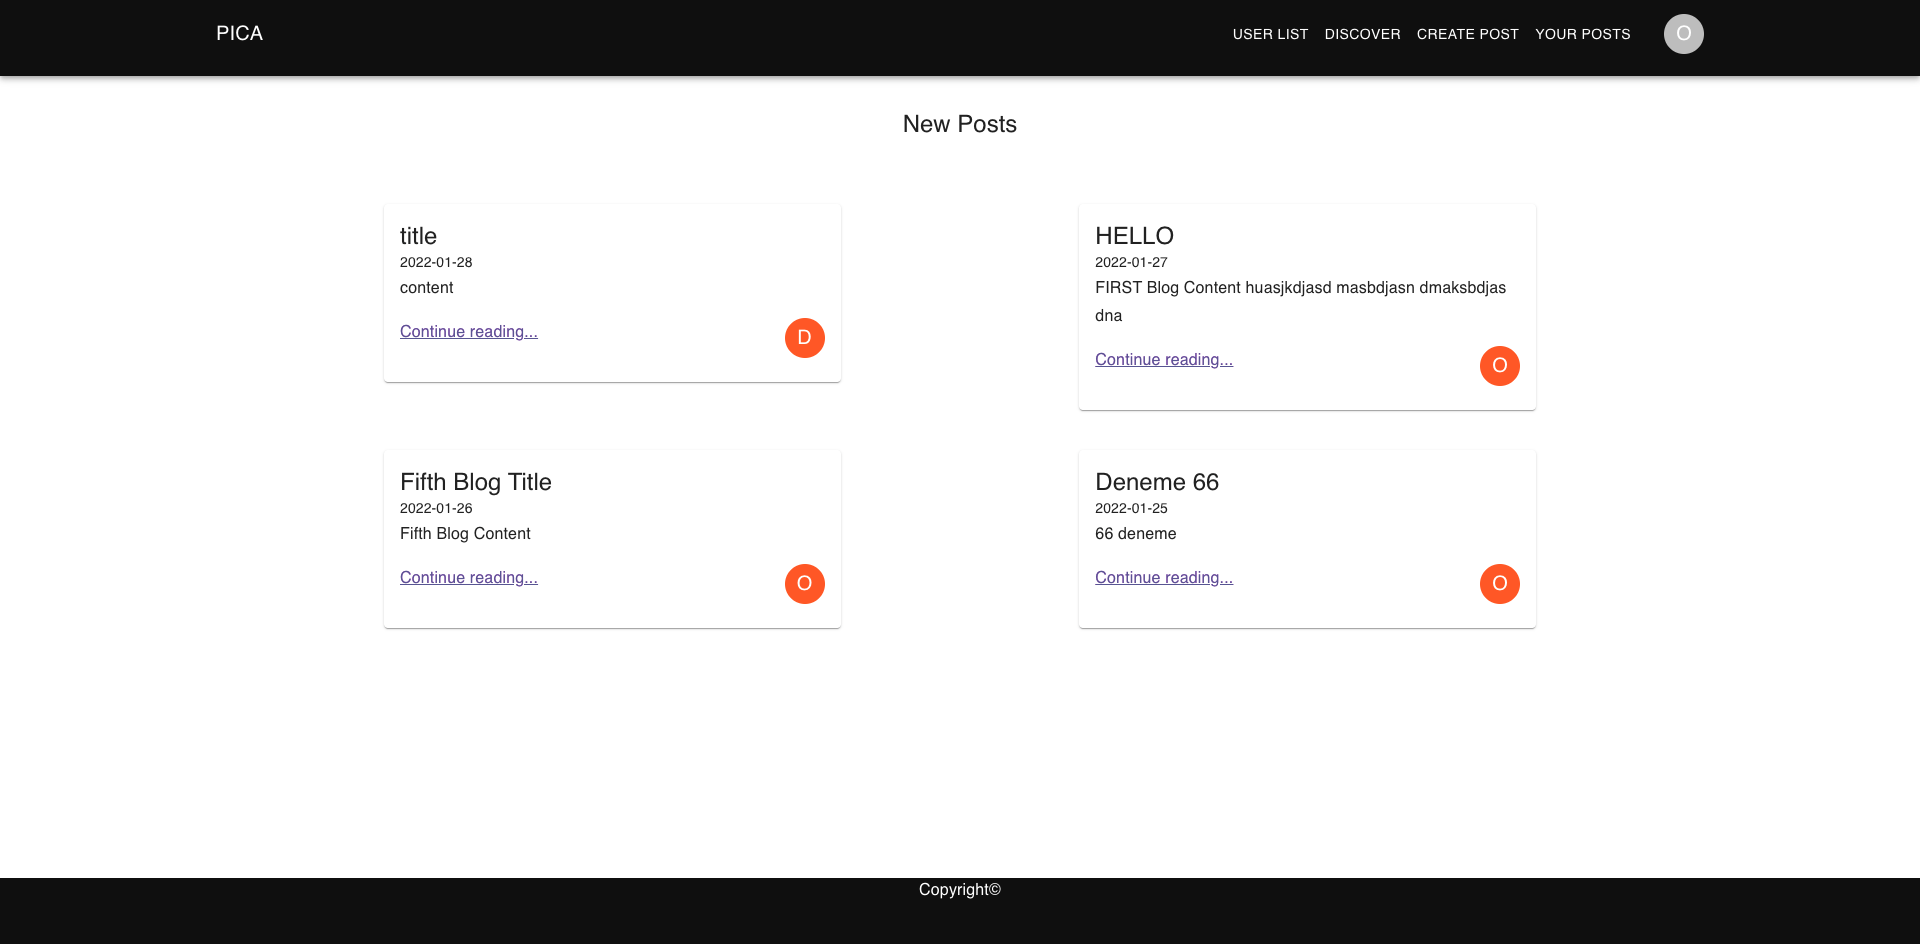 PICA
USER LIST DISCOVER CREATE POST YOUR POSTS O
New Posts
title
2022-01-28
content
Continue reading...
D
HELLO
2022-01-27
FIRST Blog Content huasjkdjasd masbdjasn dmaksbdjas
dna
Continue reading...
O
Fifth Blog Title
2022-01-26
Fifth Blog Content
Continue reading...
O
Deneme 66
2022-01-25
66 deneme
Continue reading...
O
Copyright©